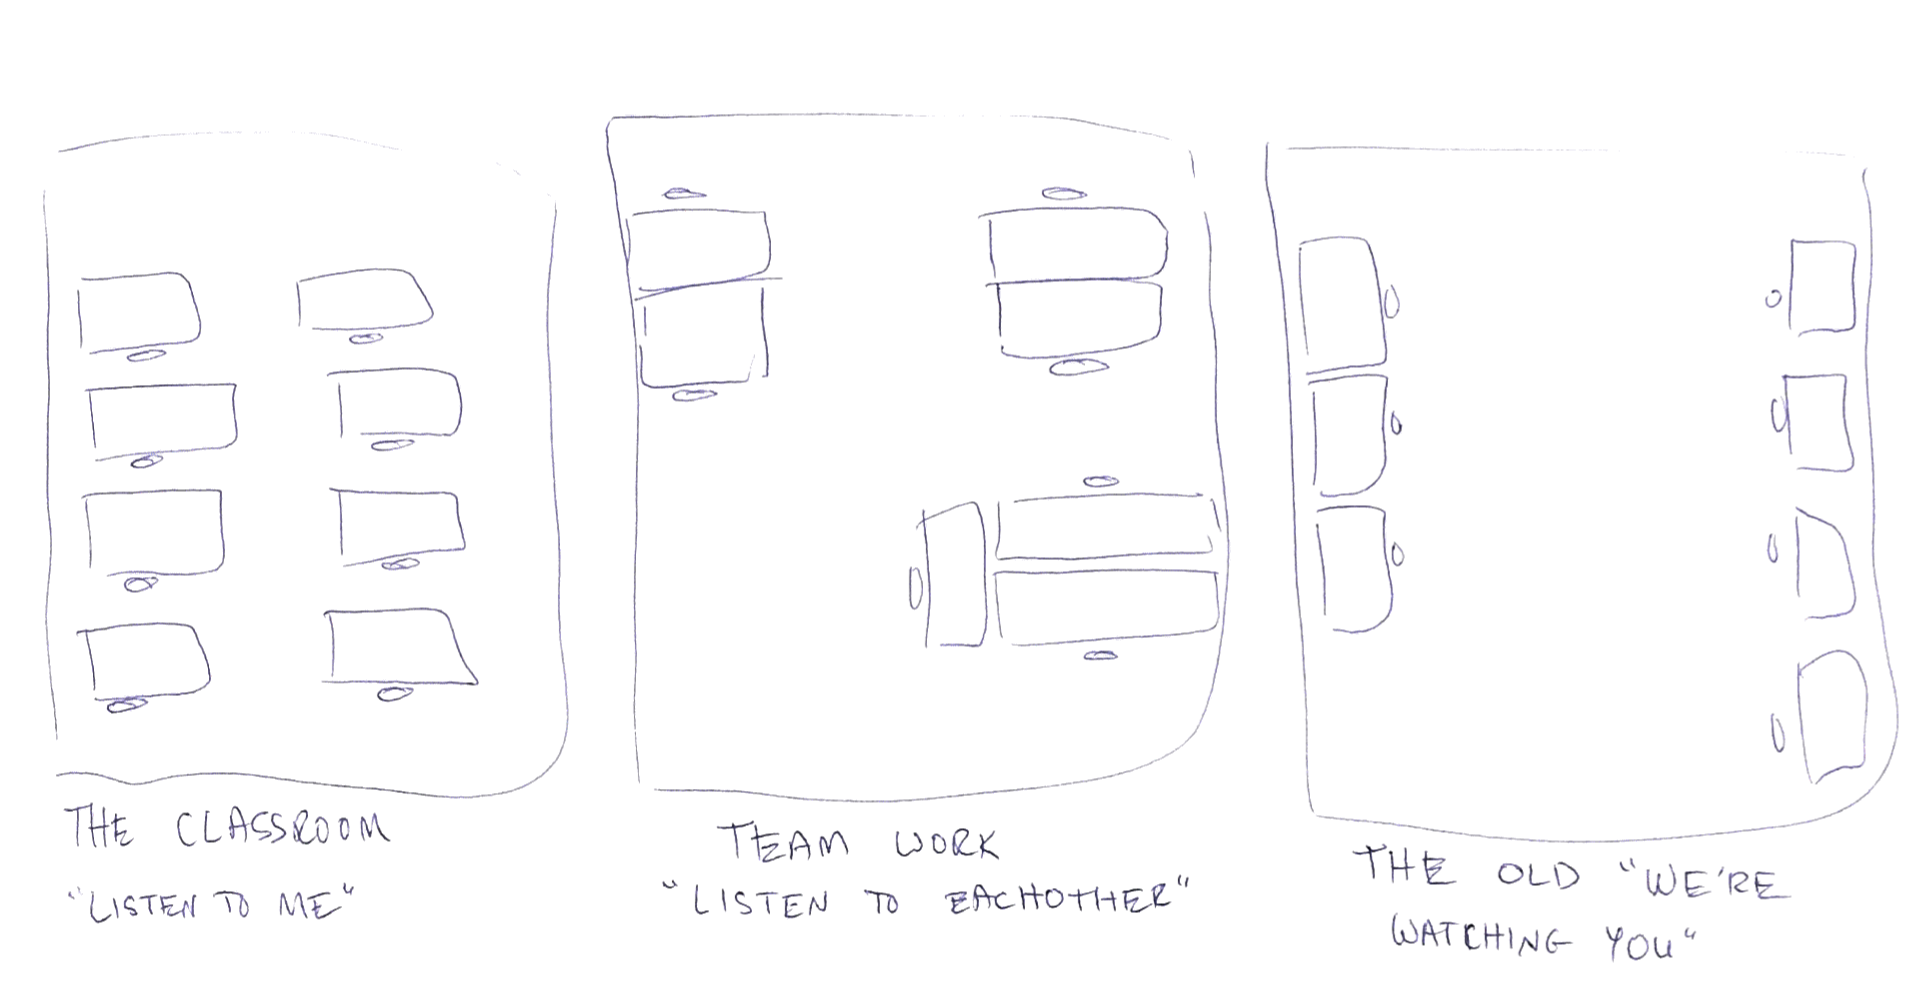 THE CLASSROOM
"LISTEN TO ME"
TEAM WORK
"LISTEN TO EACHOTHER"
THE OLD "WE'RE
WATCHING YOU"